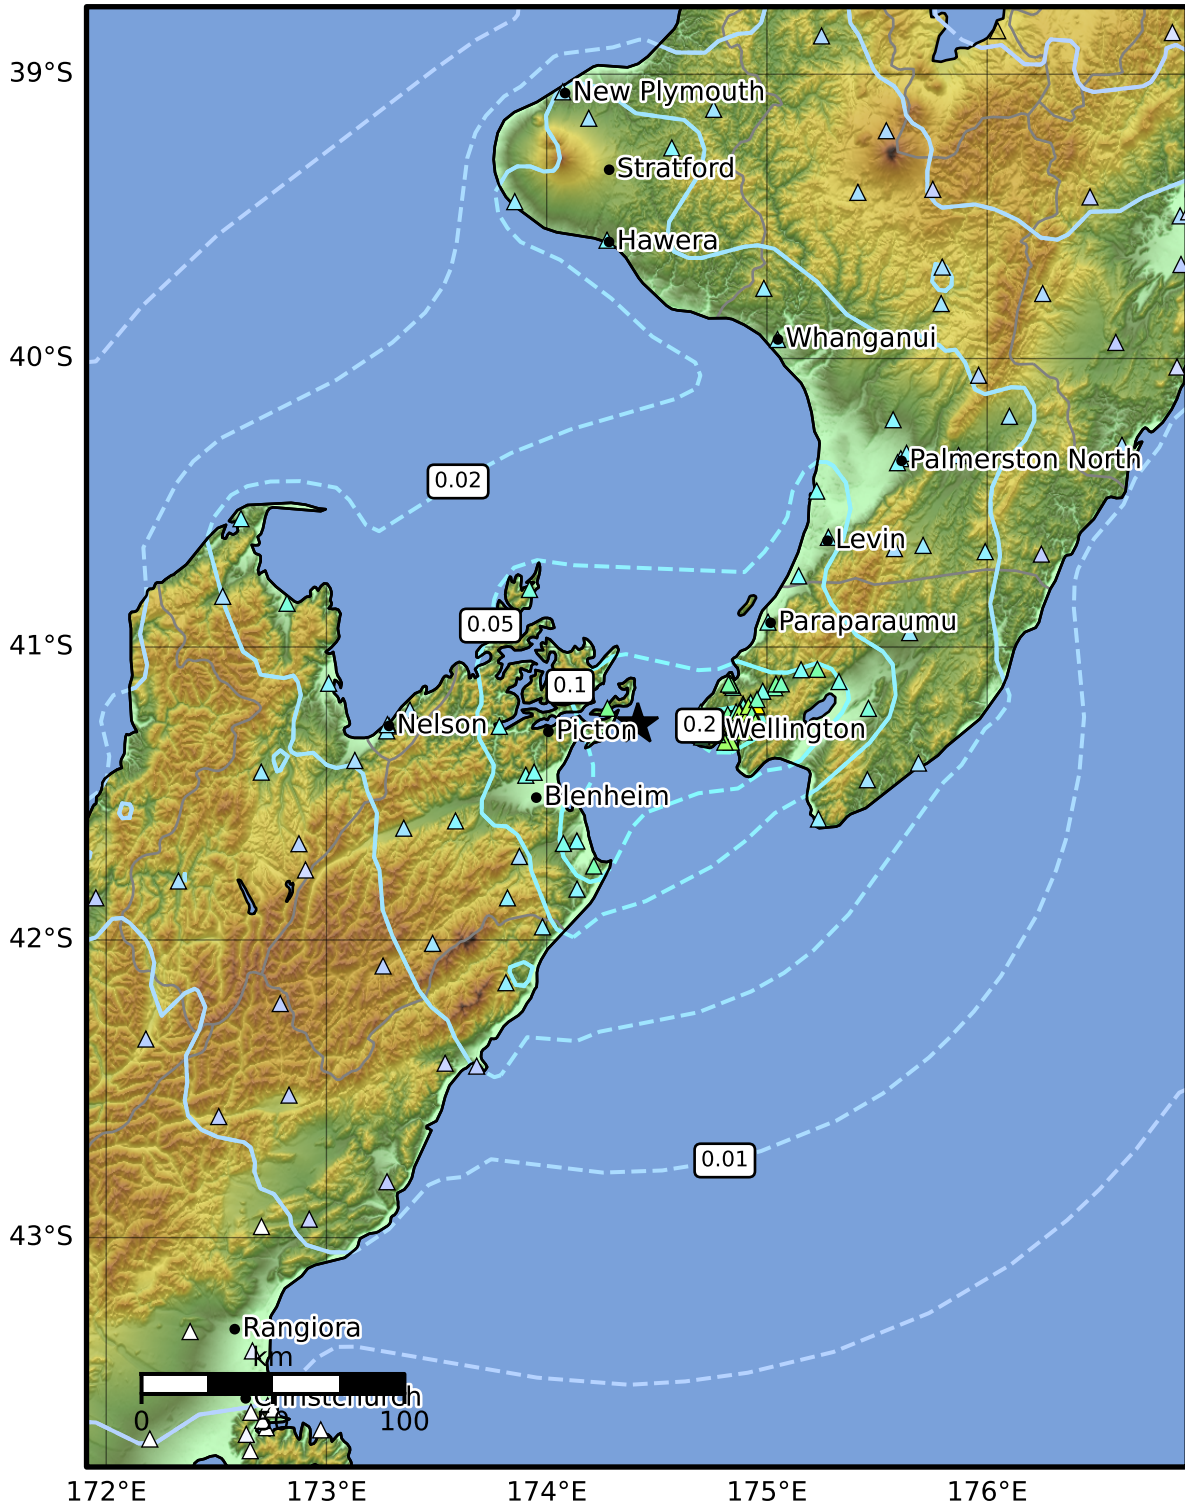 39°S
New Plymouth
Stratford
Hawera
Whanganui
40°S
Palmerston North
0.02
Levin
0.05
Paraparaumu
41°S
0.1
Nelson
Picton
0.2
Wellington
Blenheim
42°S
0.01
43°S
Rangiora
km
Christchurch
0
100
172°E
173°E
174°E
175°E
176°E